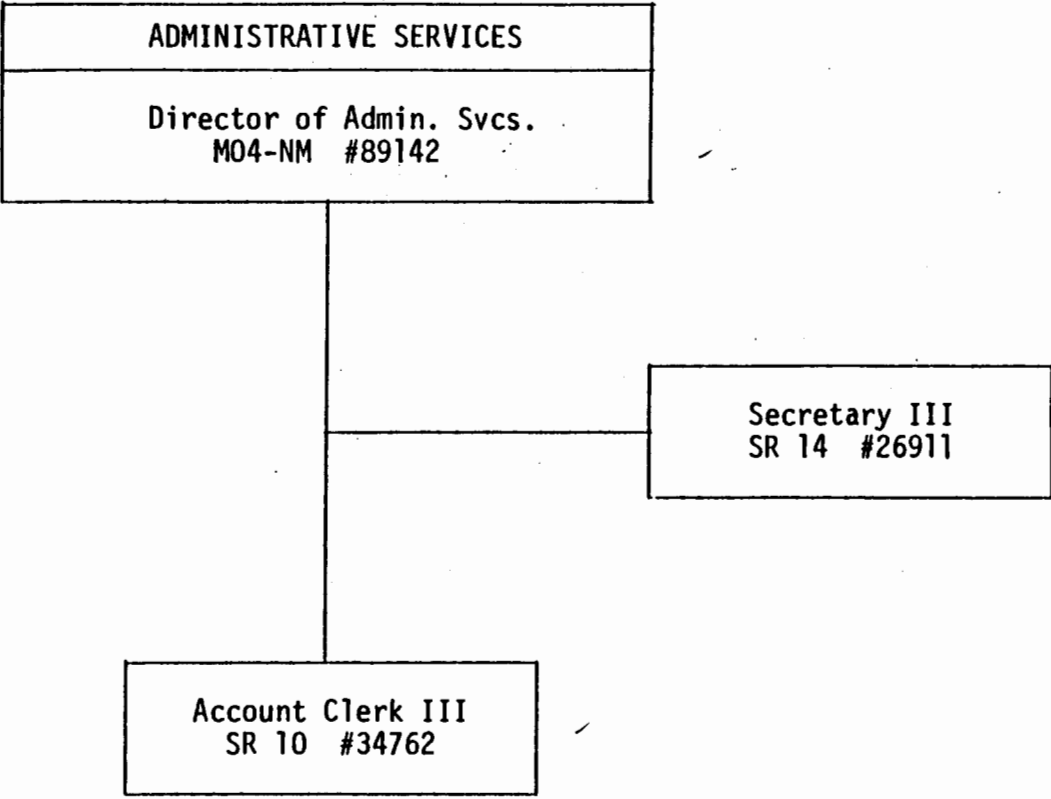 ADMINISTRATIVE SERVICES
Director of Admin. Svcs.
M04-NM #89142
Secretary III
SR 14 #26911
Account Clerk III
SR 10 #34762